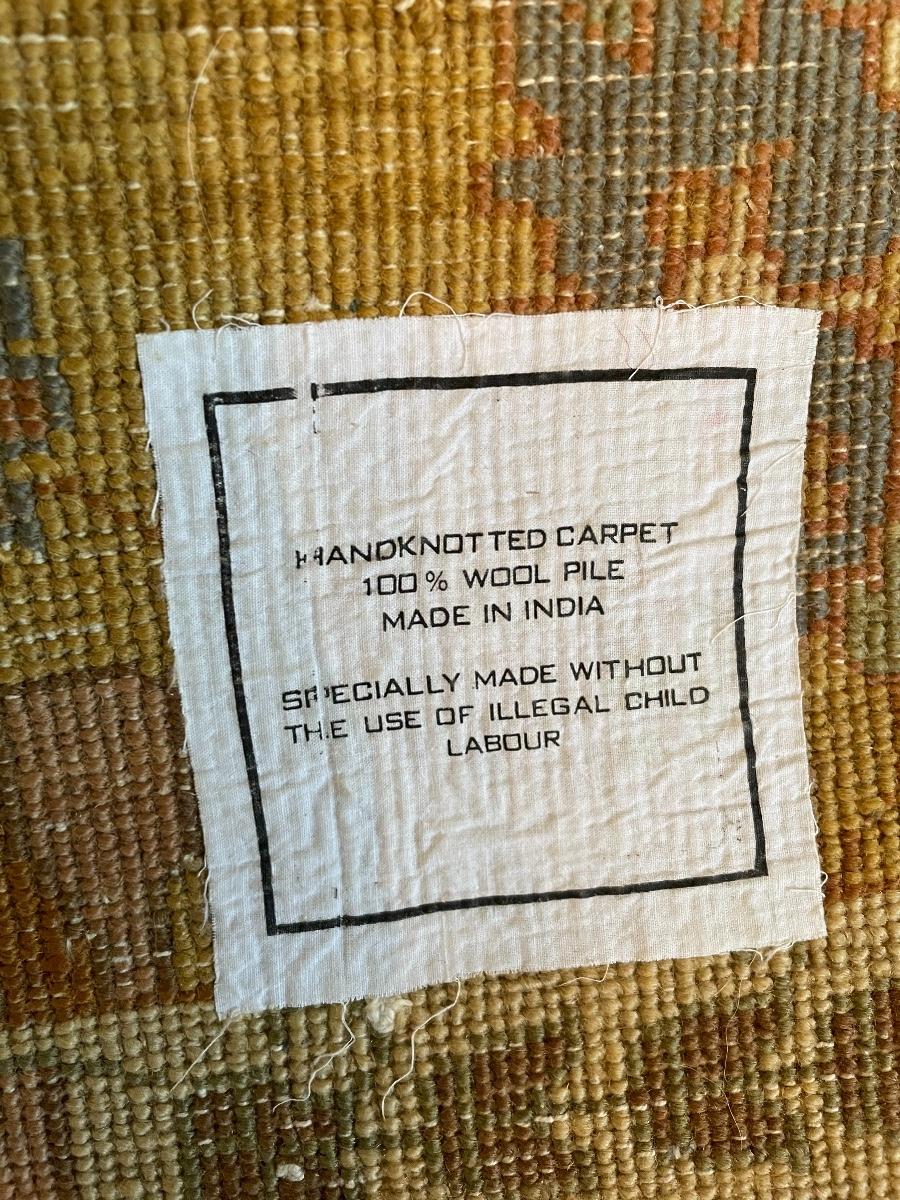 HANDKNOTTED CARPET
100% WOOL PILE
MADE IN INDIA
SPECIALLY MADE WITHOUT
THE USE OF ILLEGAL CHILD
LABOUR